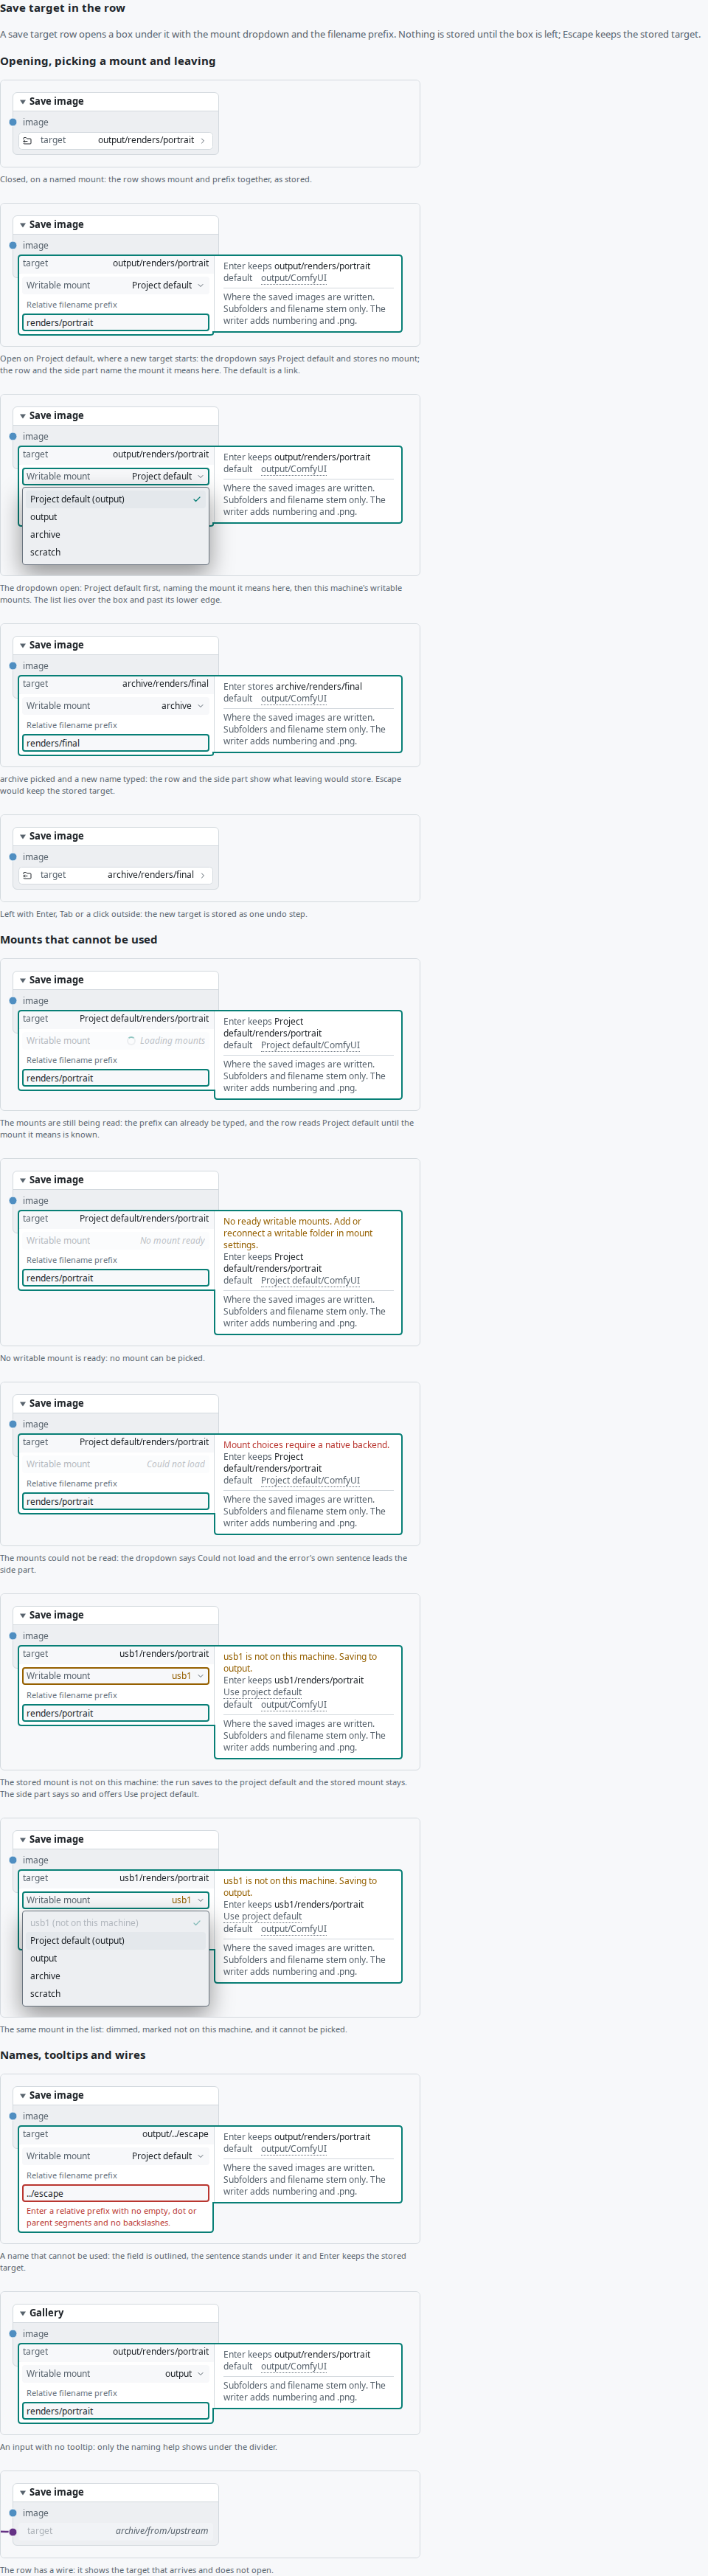 Save target in the row
A save target row opens a box under it with the mount dropdown and the filename prefix. Nothing is stored until the box is left; Escape keeps the stored target.
Opening, picking a mount and leaving
Save image
image
target output/renders/portrait
Closed, on a named mount: the row shows mount and prefix together, as stored.
Save image
image
target output/renders/portrait
Writable mount Project default
Relative filename prefix
renders/portrait
Enter keeps output/renders/portrait
default output/ComfyUI
Where the saved images are written.
Subfolders and filename stem only. The
writer adds numbering and .png.
Open on Project default, where a new target starts: the dropdown says Project default and stores no mount;
the row and the side part name the mount it means here. The default is a link.
Save image
image
target output/renders/portrait
Writable mount Project default
Project default (output)
output
archive
scratch
Enter keeps output/renders/portrait
default output/ComfyUI
Where the saved images are written.
Subfolders and filename stem only. The
writer adds numbering and .png.
The dropdown open: Project default first, naming the mount it means here, then this machine's writable
mounts. The list lies over the box and past its lower edge.
Save image
image
target archive/renders/final
Writable mount archive
Relative filename prefix
renders/final
Enter stores archive/renders/final
default output/ComfyUI
Where the saved images are written.
Subfolders and filename stem only. The
writer adds numbering and .png.
archive picked and a new name typed: the row and the side part show what leaving would store. Escape
would keep the stored target.
Save image
image
target archive/renders/final
Left with Enter, Tab or a click outside: the new target is stored as one undo step.
Mounts that cannot be used
Save image
image
target Project default/renders/portrait
Writable mount Loading mounts
Relative filename prefix
renders/portrait
Enter keeps Project
default/renders/portrait
default Project default/ComfyUI
Where the saved images are written.
Subfolders and filename stem only. The
writer adds numbering and .png.
The mounts are still being read: the prefix can already be typed, and the row reads Project default until the
mount it means is known.
Save image
image
target Project default/renders/portrait
Writable mount No mount ready
Relative filename prefix
renders/portrait
No ready writable mounts. Add or
reconnect a writable folder in mount
settings.
Enter keeps Project
default/renders/portrait
default Project default/ComfyUI
Where the saved images are written.
Subfolders and filename stem only. The
writer adds numbering and .png.
No writable mount is ready: no mount can be picked.
Save image
image
target Project default/renders/portrait
Writable mount Could not load
Relative filename prefix
renders/portrait
Mount choices require a native backend.
Enter keeps Project
default/renders/portrait
default Project default/ComfyUI
Where the saved images are written.
Subfolders and filename stem only. The
writer adds numbering and .png.
The mounts could not be read: the dropdown says Could not load and the error's own sentence leads the
side part.
Save image
image
target usb1/renders/portrait
Writable mount usb1
Relative filename prefix
renders/portrait
usb1 is not on this machine. Saving to
output.
Enter keeps usb1/renders/portrait
Use project default
default output/ComfyUI
Where the saved images are written.
Subfolders and filename stem only. The
writer adds numbering and .png.
The stored mount is not on this machine: the run saves to the project default and the stored mount stays.
The side part says so and offers Use project default.
Save image
image
target usb1/renders/portrait
Writable mount usb1
usb1 (not on this machine)
Project default (output)
output
archive
scratch
usb1 is not on this machine. Saving to
output.
Enter keeps usb1/renders/portrait
Use project default
default output/ComfyUI
Where the saved images are written.
Subfolders and filename stem only. The
writer adds numbering and .png.
The same mount in the list: dimmed, marked not on this machine, and it cannot be picked.
Names, tooltips and wires
Save image
image
target output/../escape
Writable mount Project default
Relative filename prefix
../escape
Enter a relative prefix with no empty, dot or
parent segments and no backslashes.
Enter keeps output/renders/portrait
default output/ComfyUI
Where the saved images are written.
Subfolders and filename stem only. The
writer adds numbering and .png.
A name that cannot be used: the field is outlined, the sentence stands under it and Enter keeps the stored
target.
Gallery
image
target output/renders/portrait
Writable mount output
Relative filename prefix
renders/portrait
Enter keeps output/renders/portrait
default output/ComfyUI
Subfolders and filename stem only. The
writer adds numbering and .png.
An input with no tooltip: only the naming help shows under the divider.
Save image
image
target archive/from/upstream
The row has a wire: it shows the target that arrives and does not open.